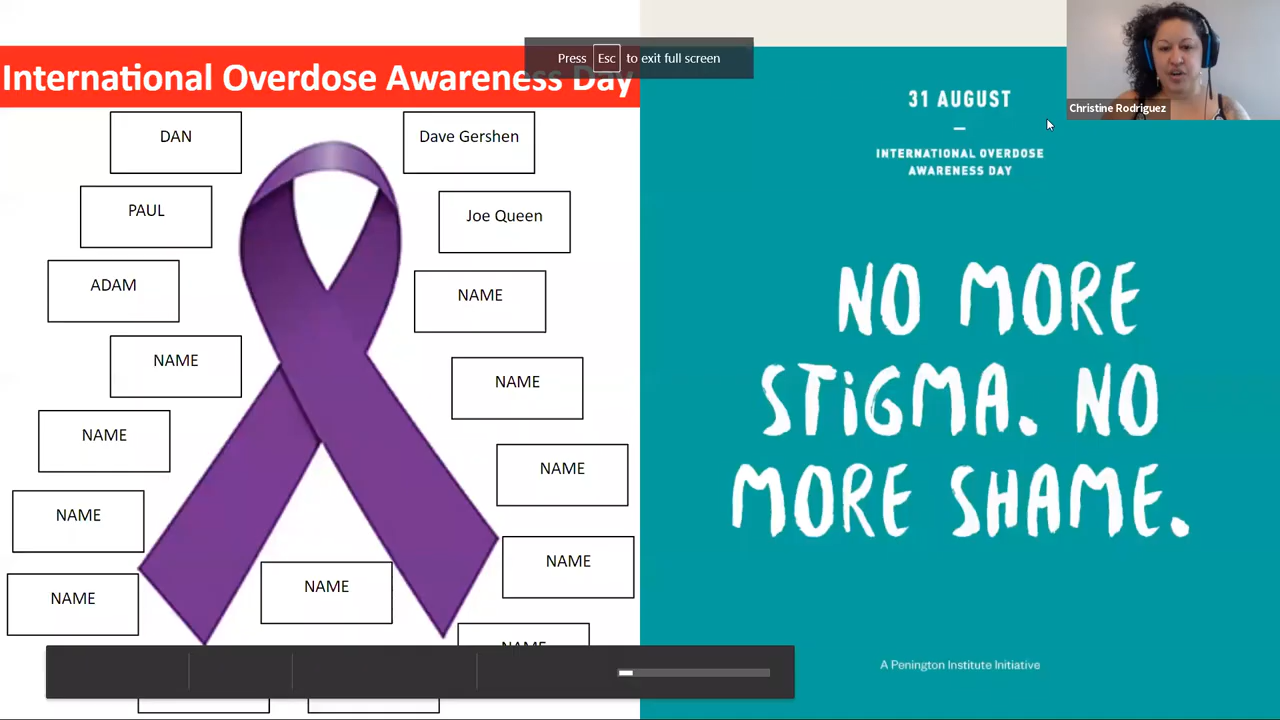 Press Esc to exit full screen
International Overdose Awareness Day
DAN
Dave Gershen
PAUL
Joe Queen
ADAM
NAME
NAME
NAME
NAME
NAME
NAME
NAME
NAME
NAME
NAME
31 AUGUST
INTERNATIONAL OVERDOSE
AWARENESS DAY
NO MORE
STiGMA. NO
MORE SHAME.
A Penington Institute Initiative
Christine Rodriguez